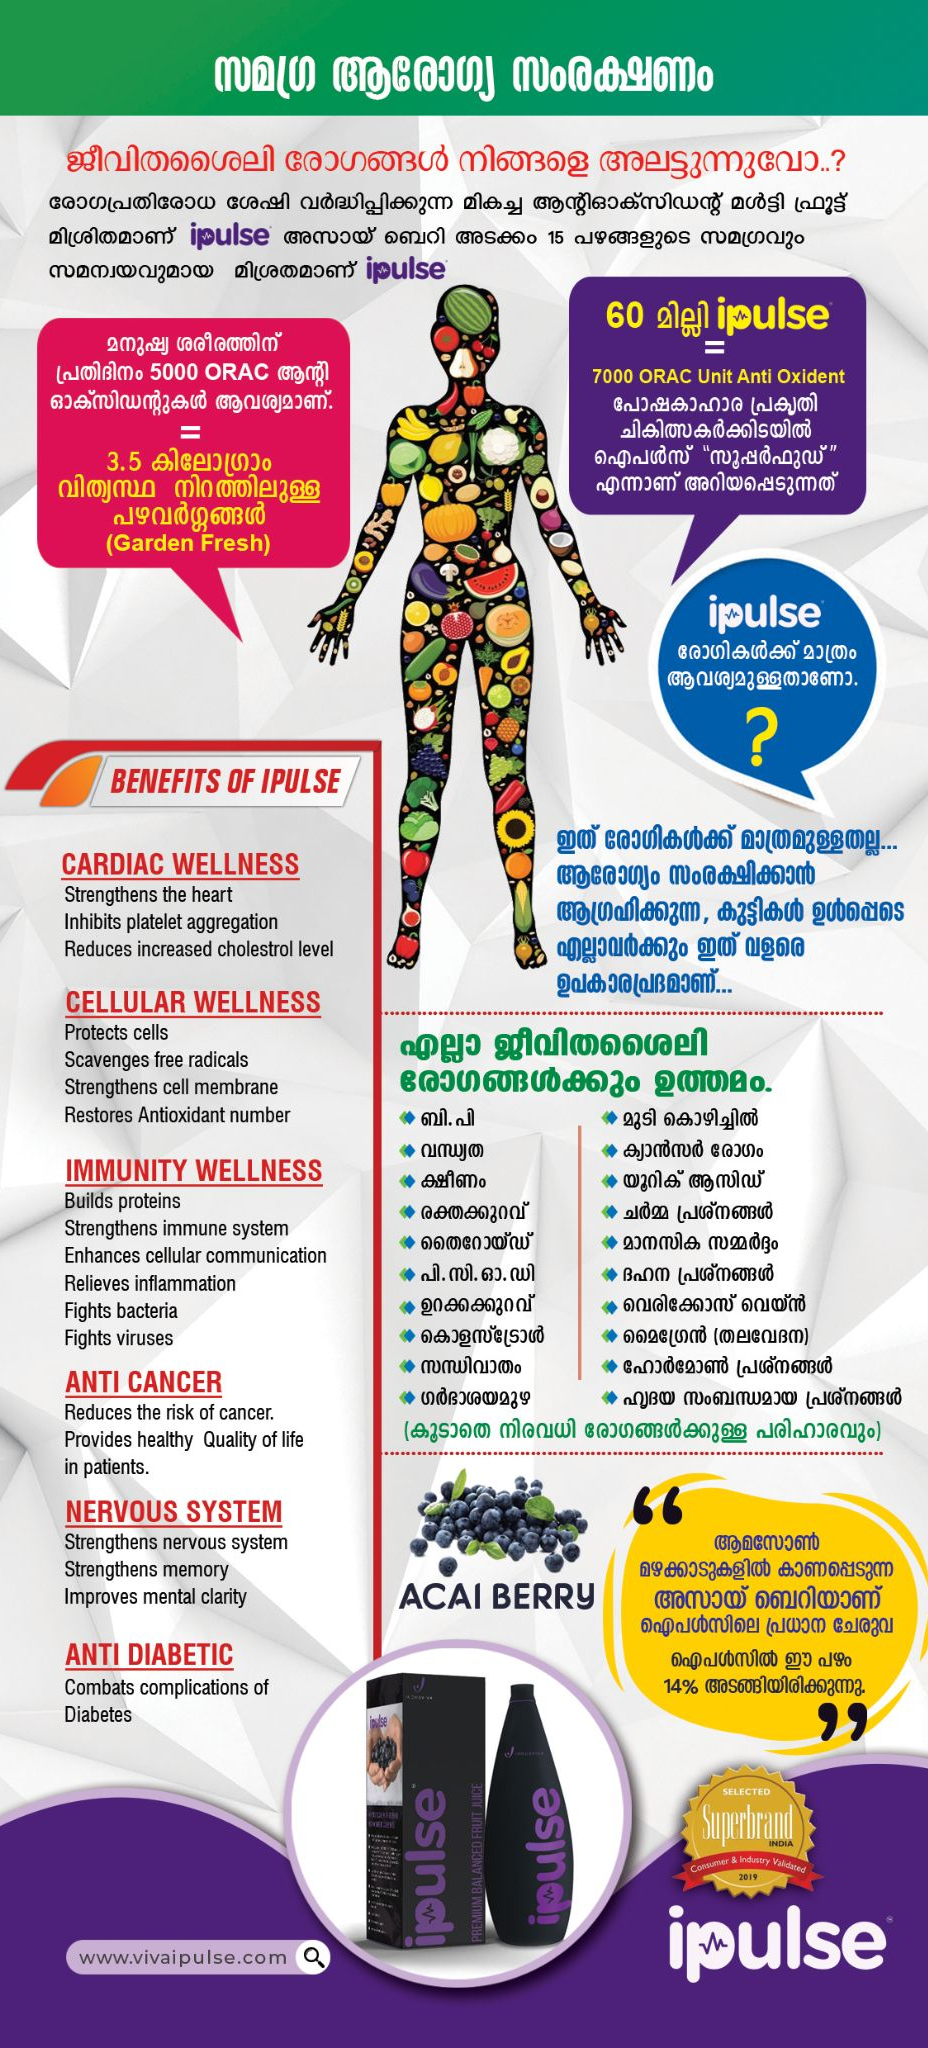 സമഗ്ര ആരോഗ്യ സംരക്ഷണം
ജീവിതശൈലി രോഗങ്ങൾ നിങ്ങളെ അലട്ടുന്നുവോ..?
രോഗപ്രതിരോധ ശേഷി വർദ്ധിപ്പിക്കുന്ന മികച്ച ആന്റിഓക്സിഡന്റ് മൾട്ടി ഫ്രൂട്ട്
മിശ്രിതമാണ് ipulse അസായ് ബെറി അടക്കം 15 പഴങ്ങളുടെ സമഗ്രവും
സമന്വയവുമായ മിശ്രതമാണ് ipulse
മനുഷ്യ ശരീരത്തിന്
പ്രതിദിനം 5000 ORAC ആന്റി
ഓക്സിഡന്റുകൾ ആവശ്യമാണ്.
=
3.5 കിലോഗ്രാം
വിത്യസ്ഥ നിറത്തിലുള്ള
പഴവർഗ്ഗങ്ങൾ
(Garden Fresh)
60 മില്ലി ipulse
=
7000 ORAC Unit Anti Oxident
പോഷകാഹാര പ്രകൃതി
ചികിത്സകർക്കിടയിൽ
ഐപൾസ് "സൂപ്പർഫുഡ്"
എന്നാണ് അറിയപ്പെടുന്നത്
ipulse
രോഗികൾക്ക് മാത്രം
ആവശ്യമുള്ളതാണോ.
?
ഇത് രോഗികൾക്ക് മാത്രമുള്ളതല്ല...
ആരോഗ്യം സംരക്ഷിക്കാൻ
ആഗ്രഹിക്കുന്ന, കുട്ടികൾ ഉൾപ്പെടെ
എല്ലാവർക്കും ഇത് വളരെ
ഉപകാരപ്രദമാണ്...
BENEFITS OF IPULSE
CARDIAC WELLNESS
Strengthens the heart
Inhibits platelet aggregation
Reduces increased cholestrol level
CELLULAR WELLNESS
Protects cells
Scavenges free radicals
Strengthens cell membrane
Restores Antioxidant number
IMMUNITY WELLNESS
Builds proteins
Strengthens immune system
Enhances cellular communication
Relieves inflammation
Fights bacteria
Fights viruses
ANTI CANCER
Reduces the risk of cancer.
Provides healthy Quality of life
in patients.
NERVOUS SYSTEM
Strengthens nervous system
Strengthens memory
Improves mental clarity
ANTI DIABETIC
Combats complications of
Diabetes
എല്ലാ ജീവിതശൈലി
രോഗങ്ങൾക്കും ഉത്തമം.
ബി.പി
വന്ധ്യത
ക്ഷീണം
രക്തക്കുറവ്
തൈറോയ്ഡ്
പി.സി.ഓ.ഡി
ഉറക്കക്കുറവ്
കൊളസ്ട്രോൾ
സന്ധിവാതം
ഗർഭാശയമുഴ
മുടി കൊഴിച്ചിൽ
ക്യാൻസർ രോഗം
യൂറിക് ആസിഡ്
ചർമ്മ പ്രശ്നങ്ങൾ
മാനസിക സമ്മർദ്ദം
ദഹന പ്രശ്നങ്ങൾ
വെരിക്കോസ് വെയ്ൻ
മൈഗ്രേൻ (തലവേദന)
ഹോർമോൺ പ്രശ്നങ്ങൾ
ഹൃദയ സംബന്ധമായ പ്രശ്നങ്ങൾ
(കൂടാതെ നിരവധി രോഗങ്ങൾക്കുള്ള പരിഹാരവും)
ACAI BERRY
“
ആമസോൺ
മഴക്കാടുകളിൽ കാണപ്പെടുന്ന
അസായ് ബെറിയാണ്
ഐപൾസിലെ പ്രധാന ചേരുവ
ഐപൾസിൽ ഈ പഴം
14% അടങ്ങിയിരിക്കുന്നു.
”
ipulse
ipulse
PREMIUM BALANCED FRUIT JUICE
ipulse
SELECTED
Superbrand
INDIA
Consumer & Industry Validated
2019
ipulse
www.vivaipulse.com